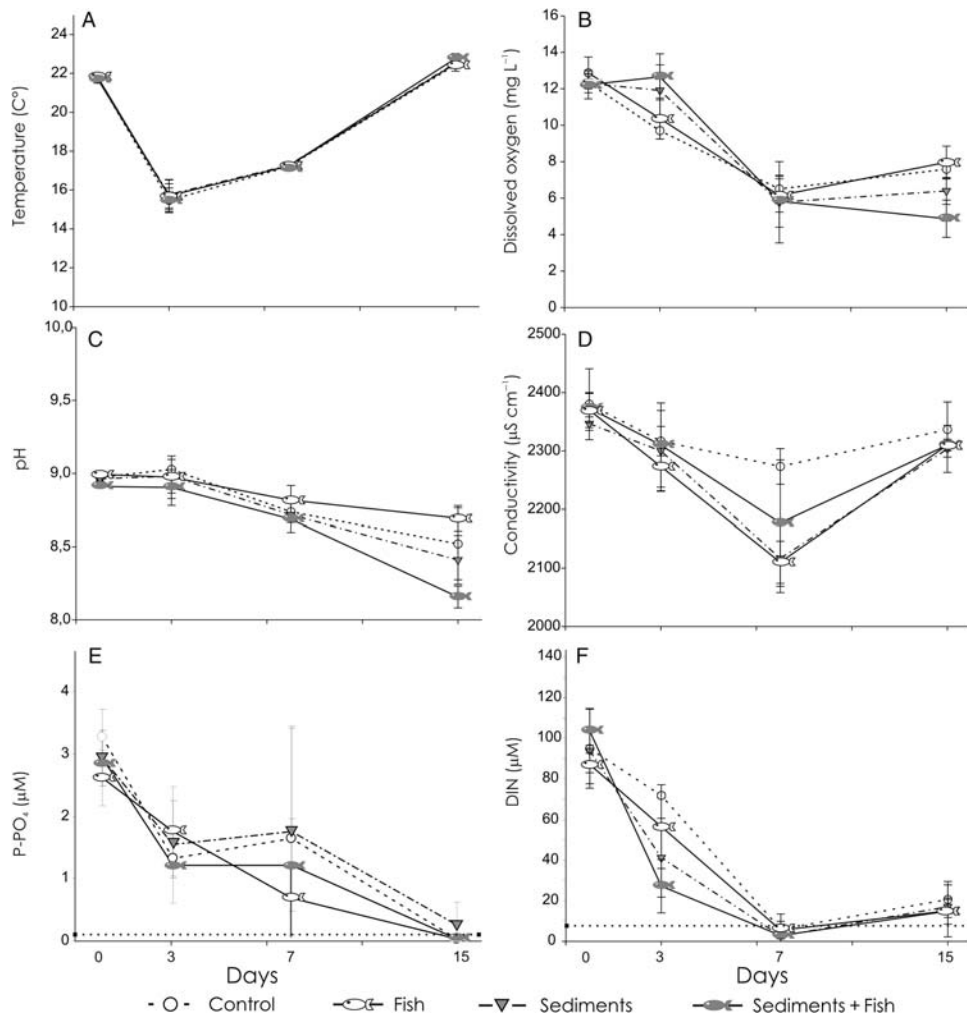 A
24
22
20
18
16
14
12
10
Temperature (C°)
B
16
14
12
10
8
6
4
2
0
Dissolved oxygen (mg L⁻¹)
C
10,0
9,5
9,0
8,5
8,0
pH
D
2500
2400
2300
2200
2100
2000
Conductivity (µS cm⁻¹)
E
4
3
2
1
0
P-PO₄ (µM)
0 3 7 15
Days
F
140
120
100
80
60
40
20
0
DIN (µM)
0 3 7 15
Days
Control Fish Sediments Sediments + Fish